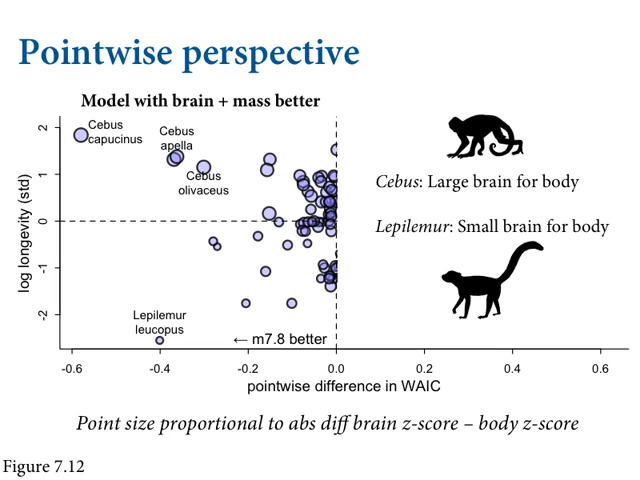 Pointwise perspective
Model with brain + mass better
Cebus
capucinus
Cebus
apella
Cebus
olivaceus
Lepilemur
leucopus
← m7.8 better
log longevity (std)
2
1
0
-1
-2
-0.6
-0.4
-0.2
0.0
0.2
0.4
0.6
pointwise difference in WAIC
Cebus: Large brain for body
Lepilemur: Small brain for body
Point size proportional to abs diff brain z-score – body z-score
Figure 7.12